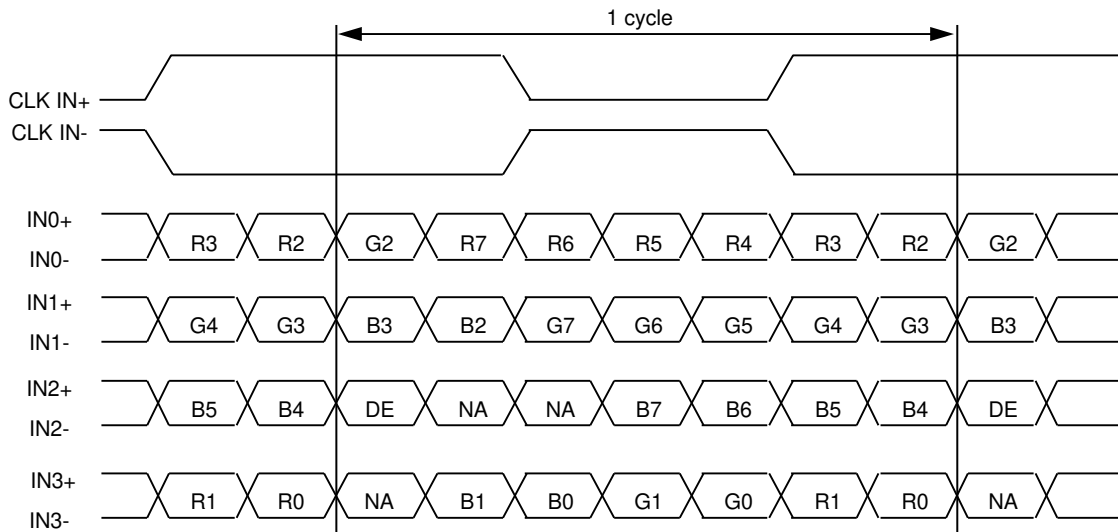 1 cycle
CLK IN+
CLK IN-
IN0+
R3 R2 G2 R7 R6 R5 R4 R3 R2 G2
IN0-
IN1+
G4 G3 B3 B2 G7 G6 G5 G4 G3 B3
IN1-
IN2+
B5 B4 DE NA NA B7 B6 B5 B4 DE
IN2-
IN3+
R1 R0 NA B1 B0 G1 G0 R1 R0 NA
IN3-